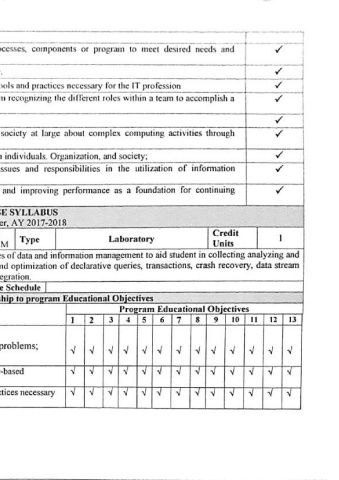 ocesses, components or program to meet desired needs and ✓
. ✓
ools and practices necessary for the IT profession ✓
n recognizing the different roles within a team to accomplish a ✓
✓
society at large about complex computing activities through ✓
individuals. Organization, and society; ✓
ssues and responsibilities in the utilization of information ✓
and improving performance as a foundation for continuing ✓
SE SYLLABUS
er, AY 2017-2018
M Type Laboratory Credit Units 1
s of data and information management to aid student in collecting analyzing and
nd optimization of declarative queries, transactions, crash recovery, data stream
egration.
e Schedule
ship to program Educational Objectives
Program Educational Objectives
1 2 3 4 5 6 7 8 9 10 11 12 13
problems; √ √ √ √ √ √ √ √ √ √ √ √ √
-based √ √ √ √ √ √ √ √ √ √ √ √ √
ctices necessary √ √ √ √ √ √ √ √ √ √ √ √ √